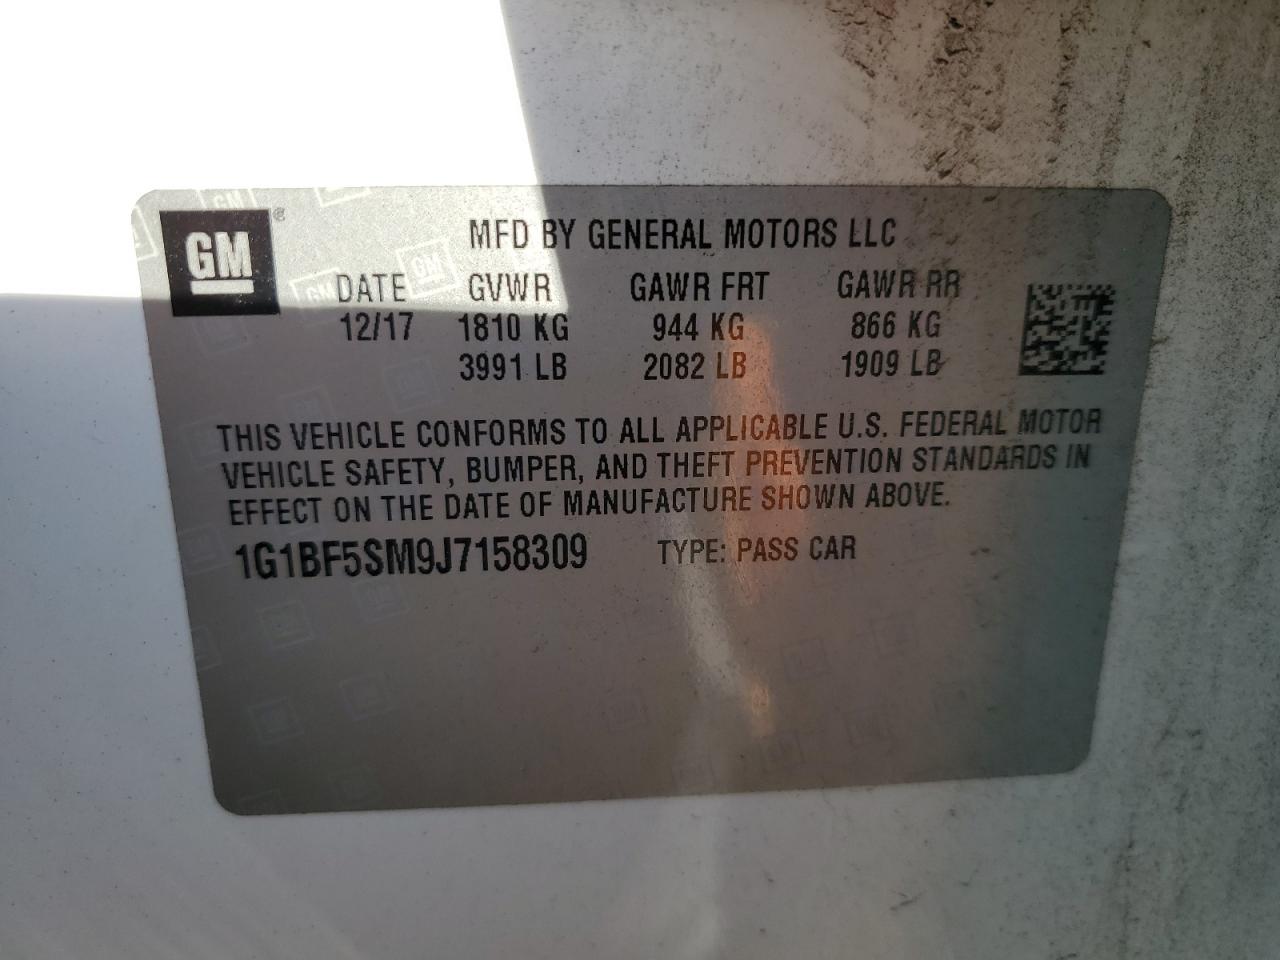 GM ®
MFD BY GENERAL MOTORS LLC
DATE GVWR GAWR FRT GAWR RR
12/17 1810 KG 944 KG 866 KG
3991 LB 2082 LB 1909 LB
THIS VEHICLE CONFORMS TO ALL APPLICABLE U.S. FEDERAL MOTOR
VEHICLE SAFETY, BUMPER, AND THEFT PREVENTION STANDARDS IN
EFFECT ON THE DATE OF MANUFACTURE SHOWN ABOVE.
1G1BF5SM9J7158309 TYPE: PASS CAR